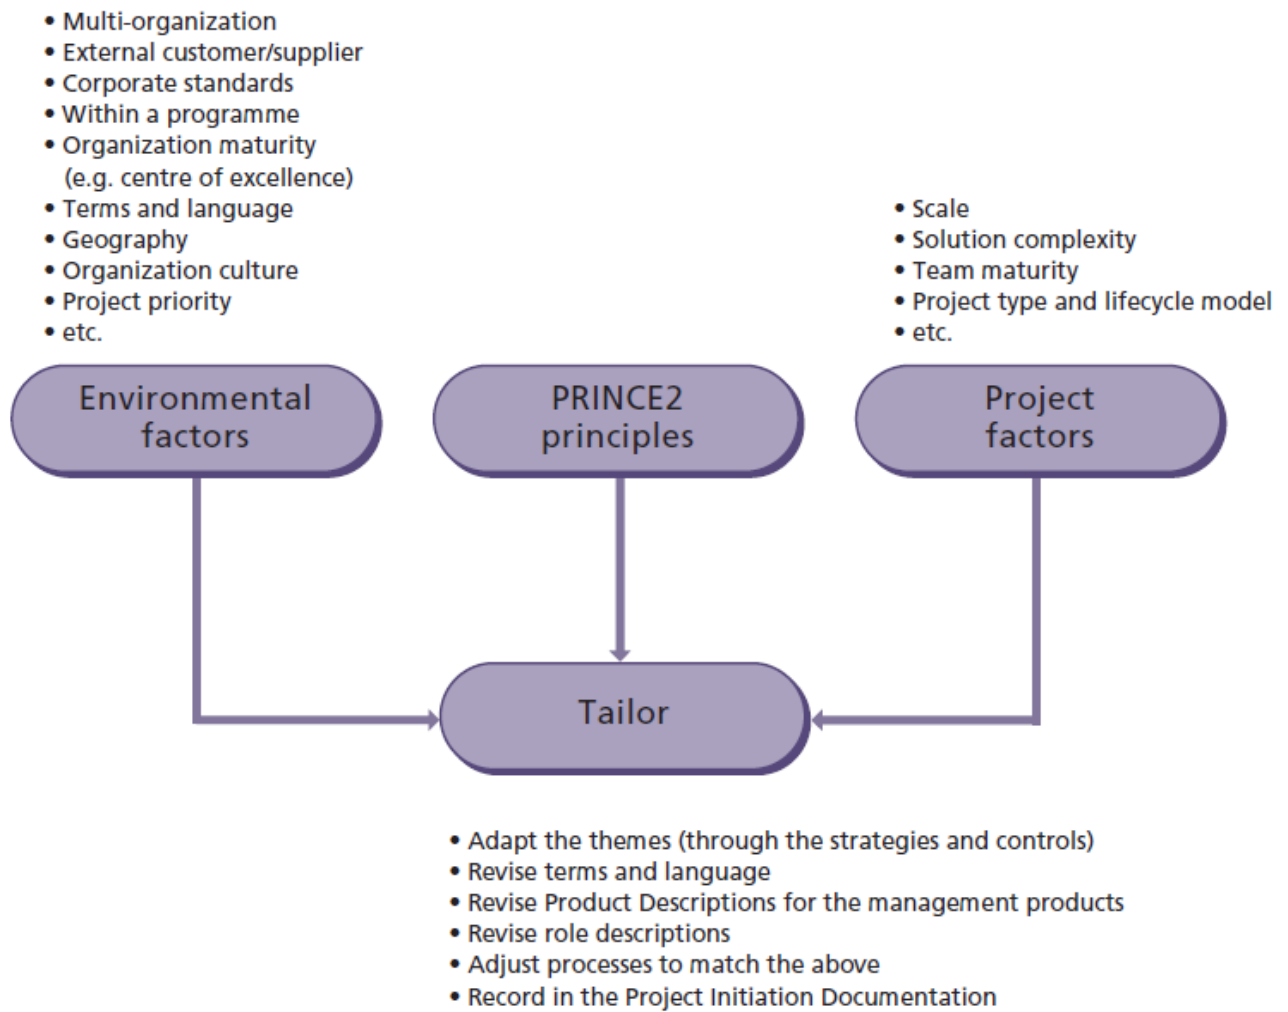 • Multi-organization
• External customer/supplier
• Corporate standards
• Within a programme
• Organization maturity
(e.g. centre of excellence)
• Terms and language
• Geography
• Organization culture
• Project priority
• etc.
• Scale
• Solution complexity
• Team maturity
• Project type and lifecycle model
• etc.
Environmental
factors
PRINCE2
principles
Project
factors
Tailor
• Adapt the themes (through the strategies and controls)
• Revise terms and language
• Revise Product Descriptions for the management products
• Revise role descriptions
• Adjust processes to match the above
• Record in the Project Initiation Documentation